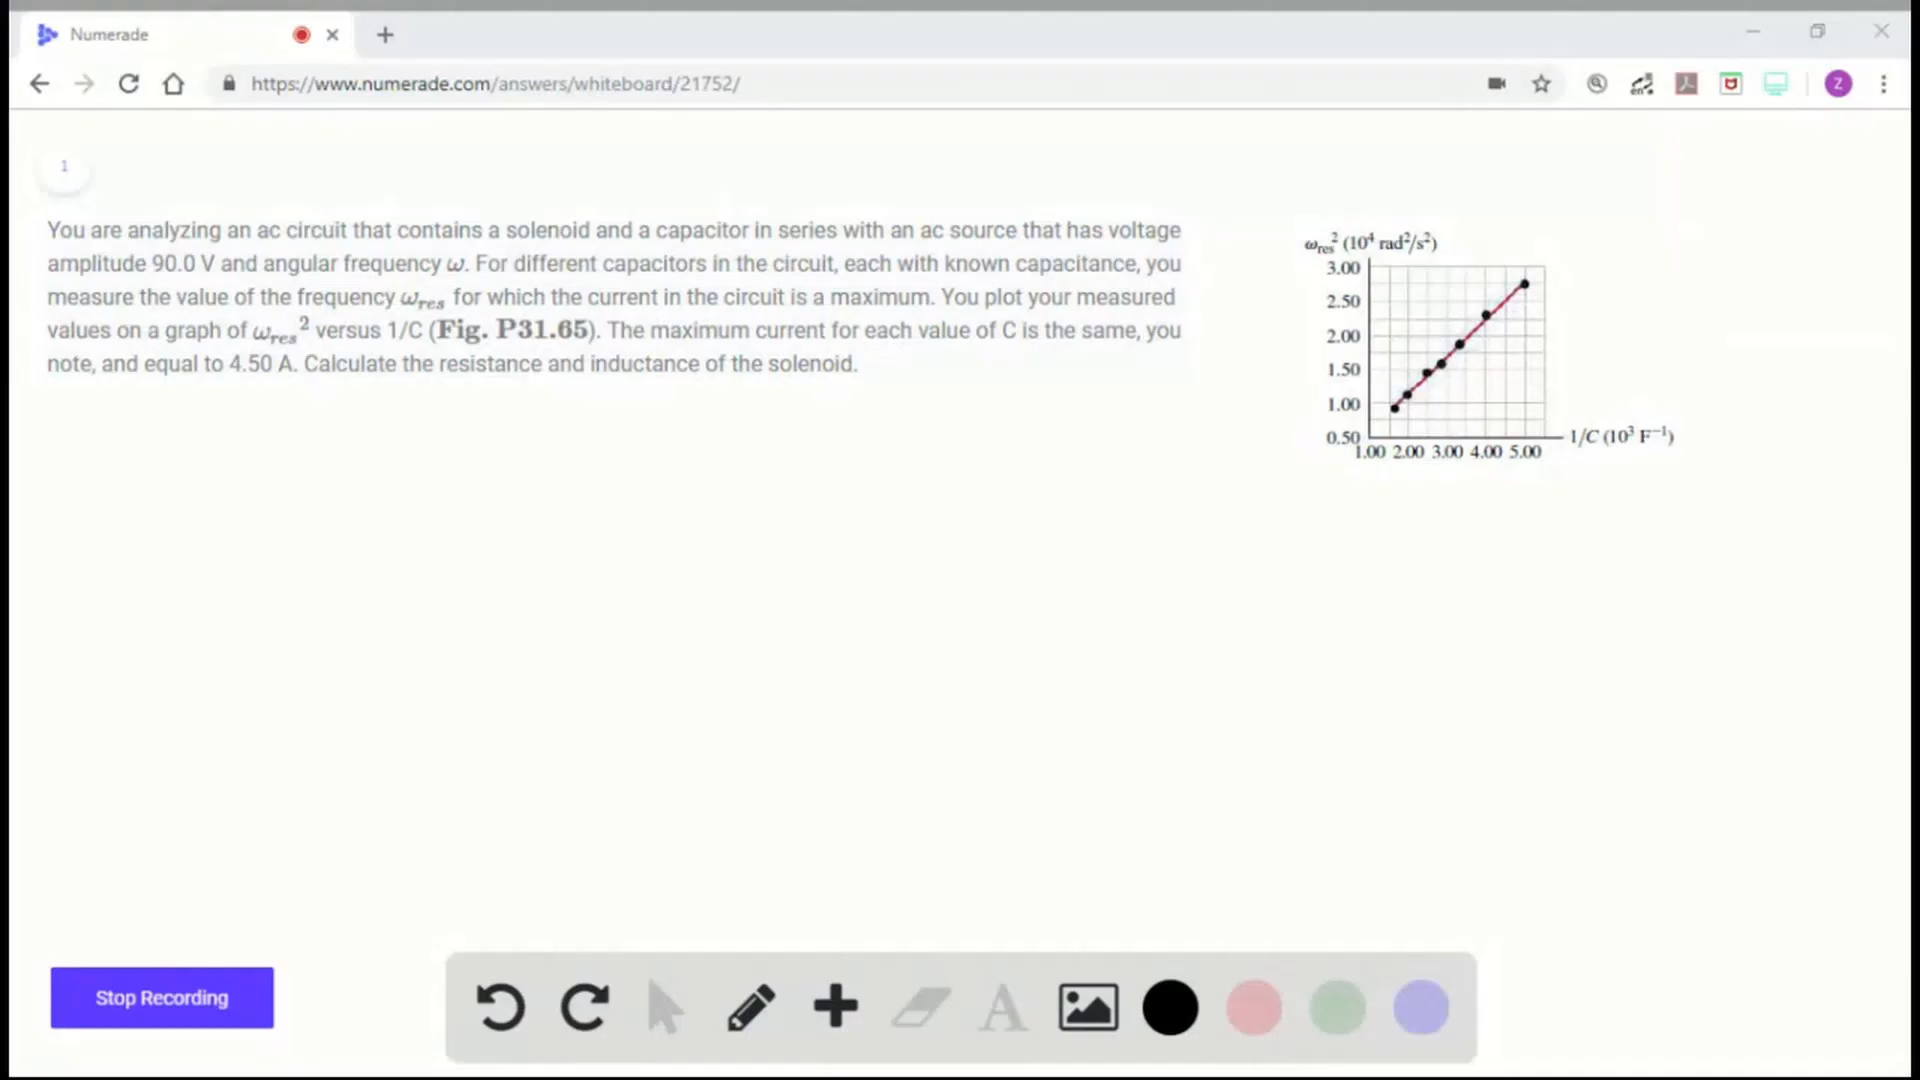 Numerade
https://www.numerade.com/answers/whiteboard/21752/
Z
1
You are analyzing an ac circuit that contains a solenoid and a capacitor in series with an ac source that has voltage
amplitude 90.0 V and angular frequency ω. For different capacitors in the circuit, each with known capacitance, you
measure the value of the frequency ω_res for which the current in the circuit is a maximum. You plot your measured
values on a graph of ω_res² versus 1/C (Fig. P31.65). The maximum current for each value of C is the same, you
note, and equal to 4.50 A. Calculate the resistance and inductance of the solenoid.
ω_res² (10⁴ rad²/s²)
3.00
2.50
2.00
1.50
1.00
0.50
1.00 2.00 3.00 4.00 5.00
1/C (10³ F⁻¹)
Stop Recording
A